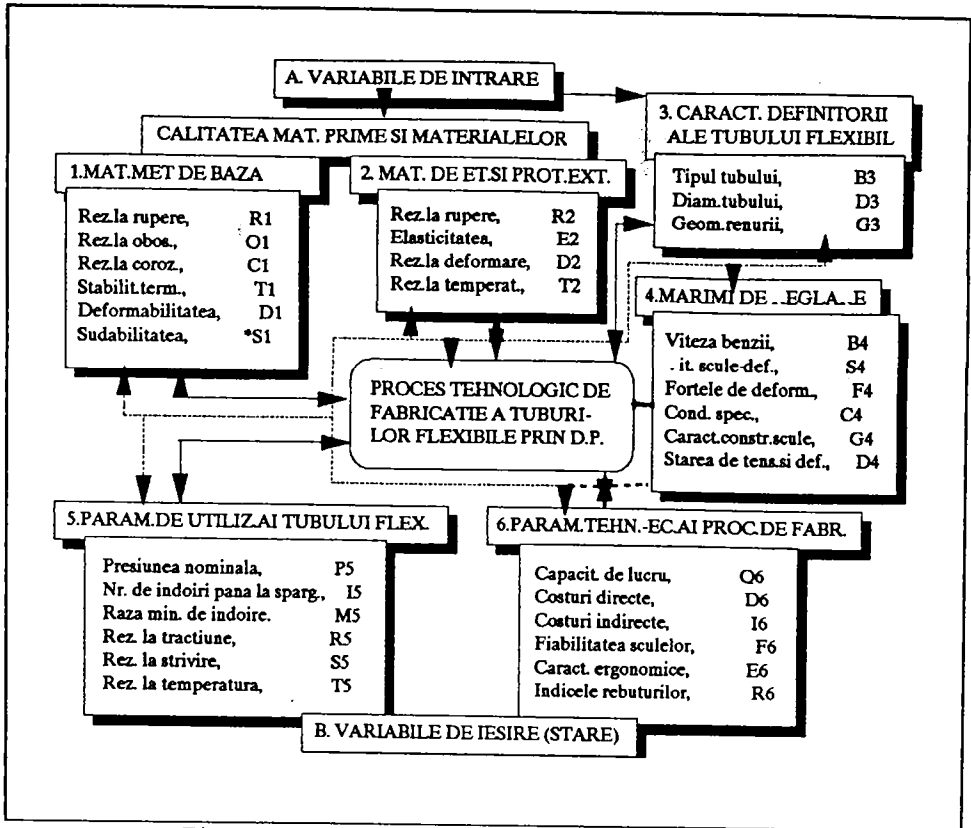 A. VARIABILE DE INTRARE
CALITATEA MAT. PRIME SI MATERIALELOR
1.MAT.MET DE BAZA
Rez.la rupere, R1
Rez.la obos., O1
Rez.la coroz., C1
Stabilit.term., T1
Deformabilitatea, D1
Sudabilitatea, *S1
2. MAT. DE ET.SI PROT.EXT.
Rez.la rupere, R2
Elasticitatea, E2
Rez.la deformare, D2
Rez.la temperat., T2
3. CARACT. DEFINITORII
ALE TUBULUI FLEXIBIL
Tipul tubului, B3
Diam.tubului, D3
Geom.renurii, G3
4.MARIMI DE
Viteza benzii, B4
scule-def., S4
Fortele de deform., F4
Cond. spec., C4
Caract.constr.scule, G4
Starea de tens.si def., D4
PROCES TEHNOLOGIC DE
FABRICATIE A TUBURI-
LOR FLEXIBILE PRIN D.P.
5.PARAM.DE UTILIZ.AI TUBULUI FLEX.
Presiunea nominala, P5
Nr. de indoiri pana la sparg., I5
Raza min. de indoire. M5
Rez. la tractiune, R5
Rez. la strivire, S5
Rez. la temperatura, T5
6.PARAM.TEHN.-EC.AI PROC.DE FABR.
Capacit. de lucru, Q6
Costuri directe, D6
Costuri indirecte, I6
Fiabilitatea sculelor, F6
Caract. ergonomice, E6
Indicele rebuturilor, R6
B. VARIABILE DE IESIRE (STARE)